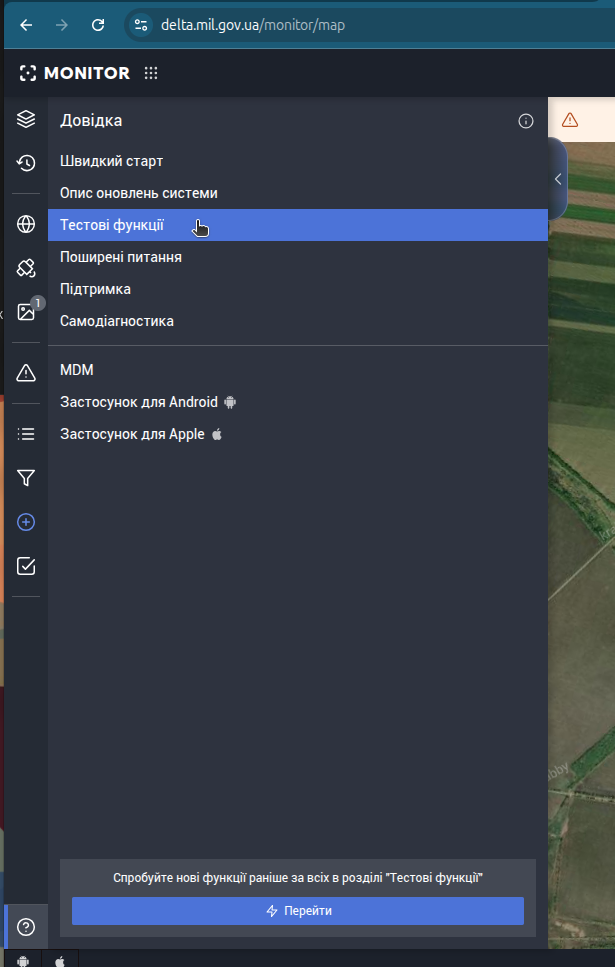 delta.mil.gov.ua/monitor/map
MONITOR
Довідка
Швидкий старт
Опис оновлень системи
Тестові функції
Поширені питання
1
Підтримка
Самодіагностика
MDM
Застосунок для Android
Застосунок для Apple
Спробуйте нові функції раніше за всіх в розділі "Тестові функції"
Перейти